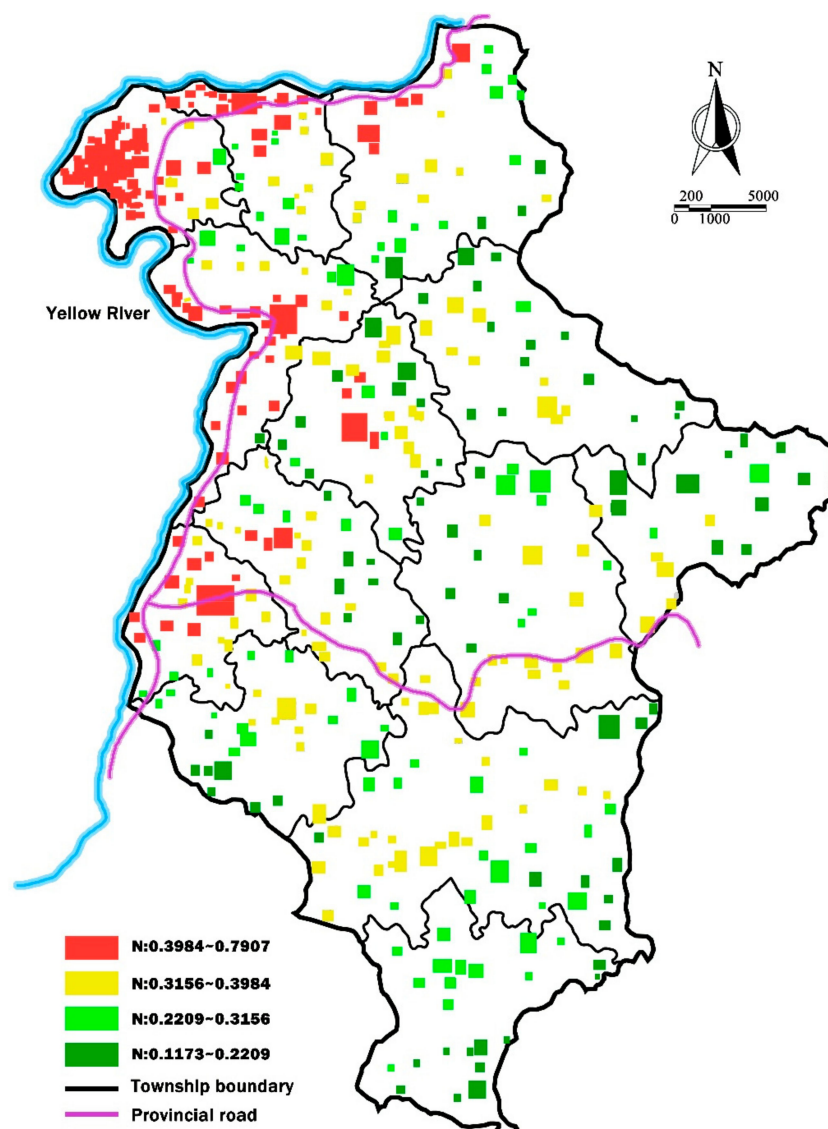 N
200 5000
0 1000
Yellow River
N:0.3984~0.7907
N:0.3156~0.3984
N:0.2209~0.3156
N:0.1173~0.2209
Township boundary
Provincial road